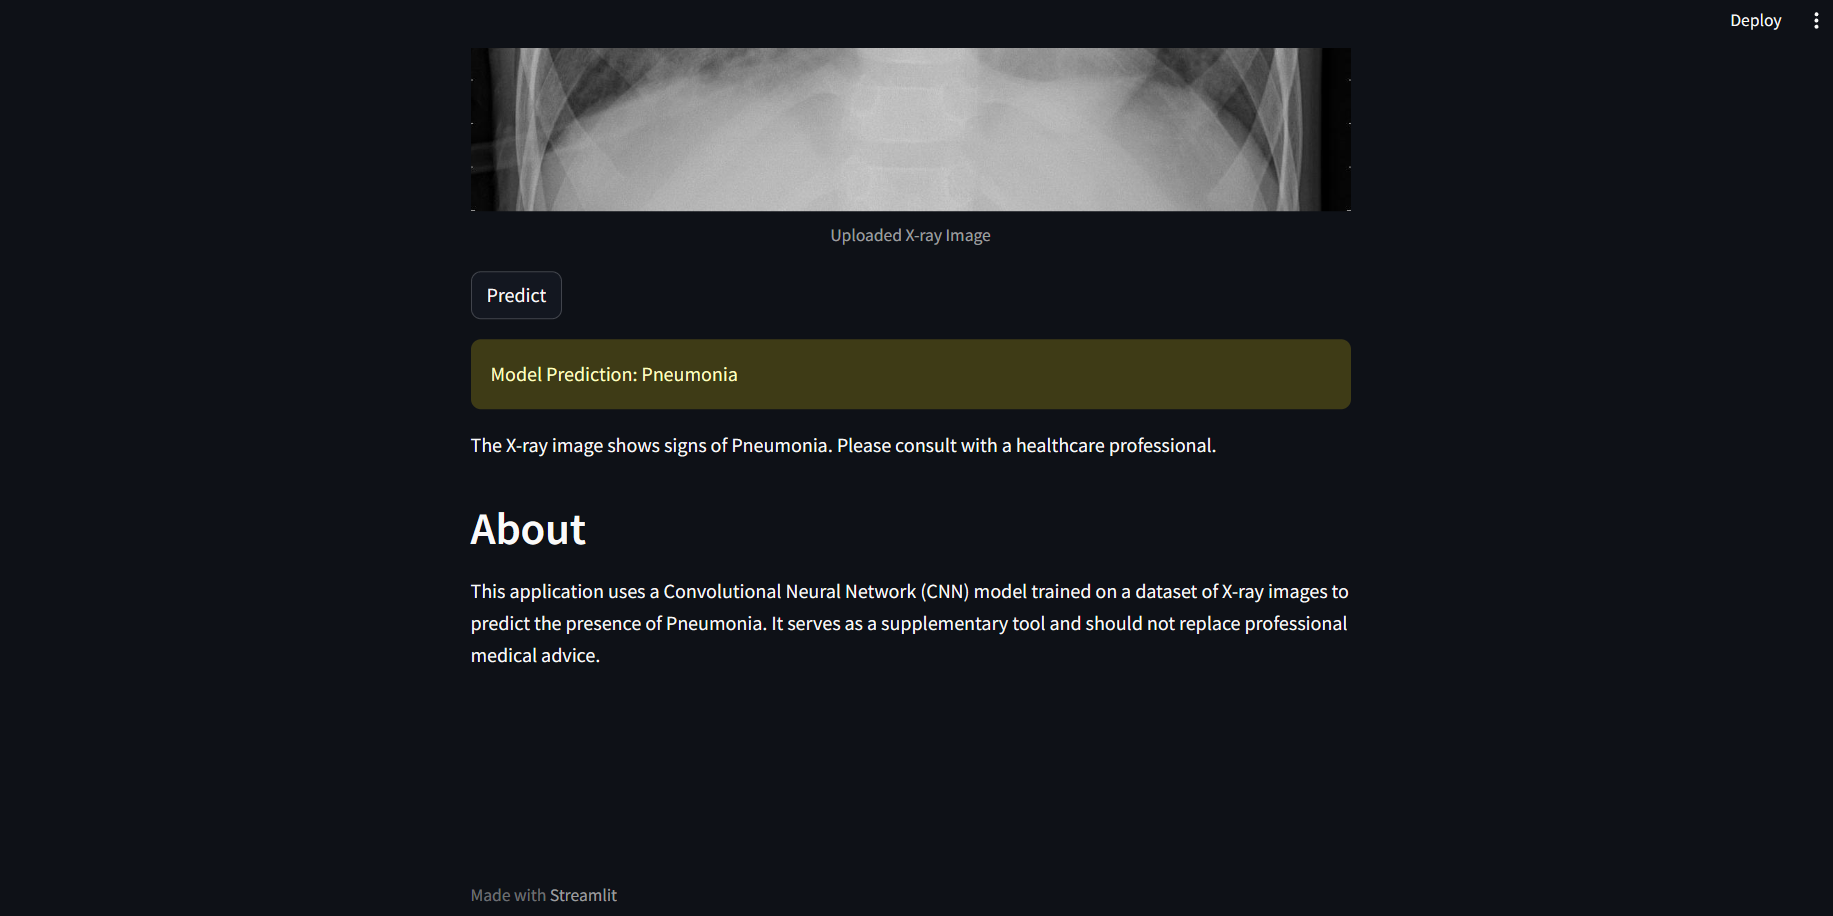 Deploy
Uploaded X-ray Image
Predict
Model Prediction: Pneumonia
The X-ray image shows signs of Pneumonia. Please consult with a healthcare professional.
About
This application uses a Convolutional Neural Network (CNN) model trained on a dataset of X-ray images to
predict the presence of Pneumonia. It serves as a supplementary tool and should not replace professional
medical advice.
Made with Streamlit